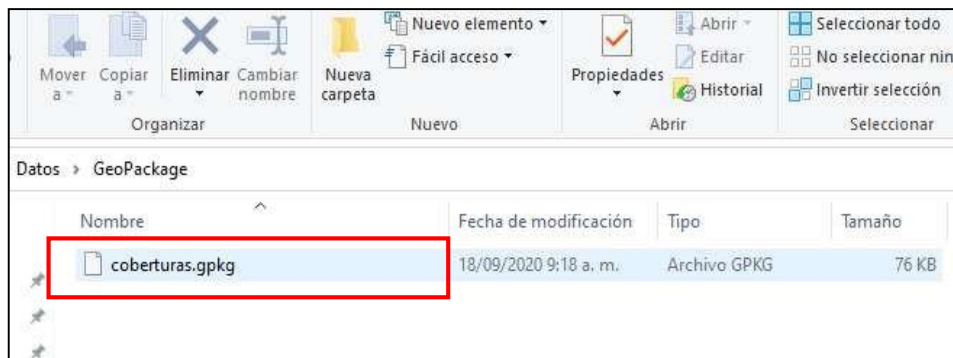 Mover a
Copiar a
Eliminar
Cambiar nombre
Nueva carpeta
Nuevo elemento
Fácil acceso
Propiedades
Abrir
Editar
Historial
Seleccionar todo
No seleccionar nin
Invertir selección
Organizar
Nuevo
Abrir
Seleccionar
Datos > GeoPackage
Nombre Fecha de modificación Tipo Tamaño
coberturas.gpkg 18/09/2020 9:18 a. m. Archivo GPKG 76 KB